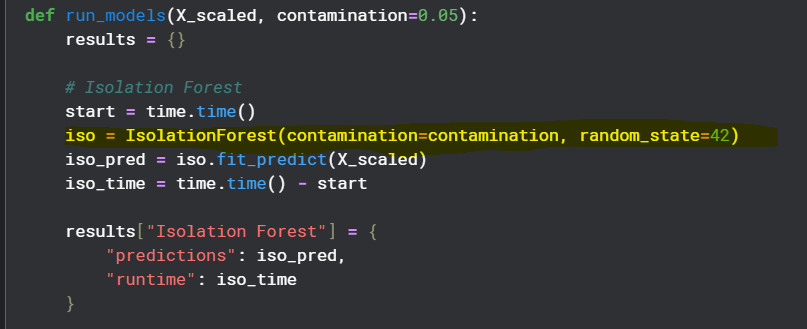 def run_models(X_scaled, contamination=0.05):
    results = {}
    # Isolation Forest
    start = time.time()
    iso = IsolationForest(contamination=contamination, random_state=42)
    iso_pred = iso.fit_predict(X_scaled)
    iso_time = time.time() - start
    results["Isolation Forest"] = {
        "predictions": iso_pred,
        "runtime": iso_time
    }